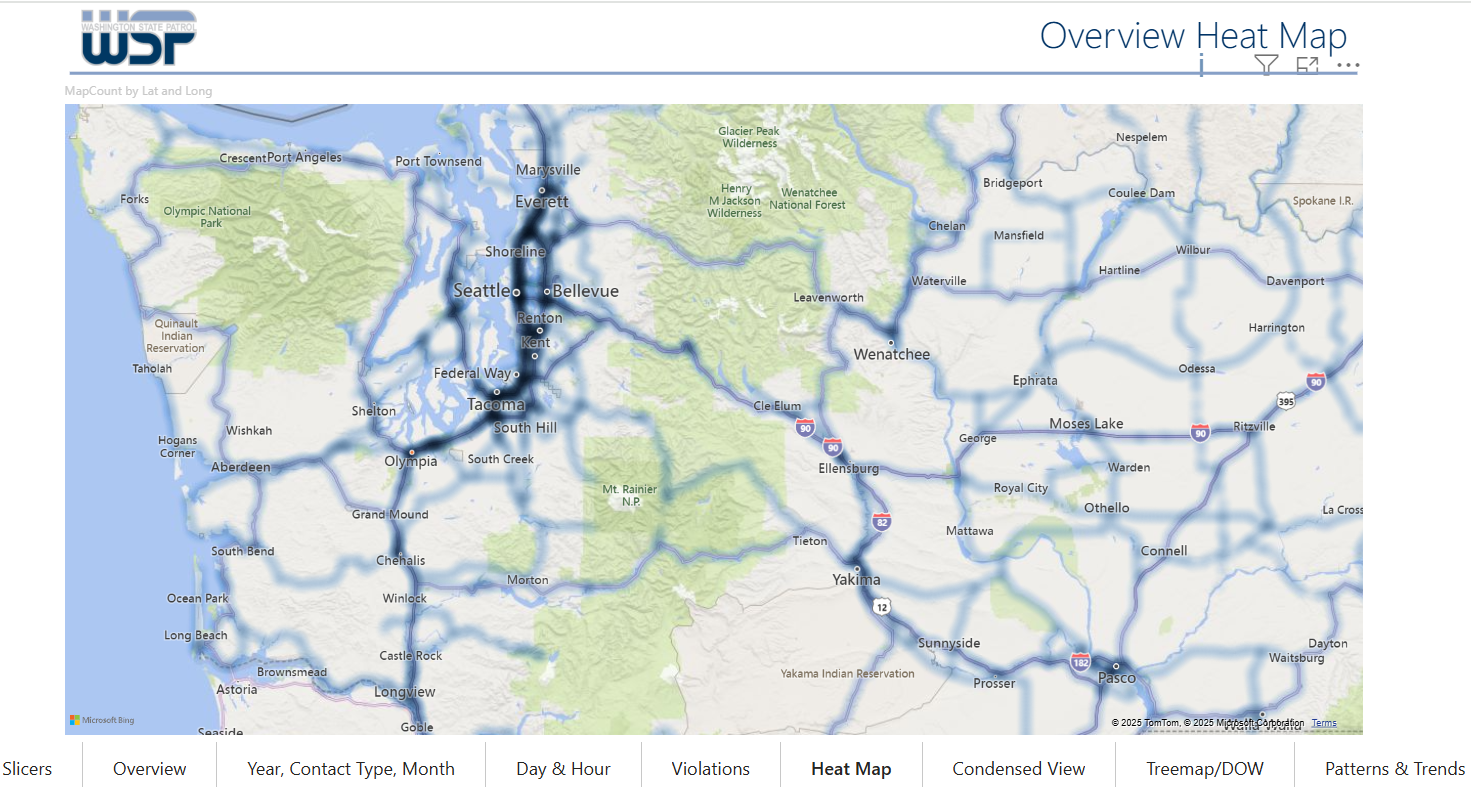 WASHINGTON STATE PATROL
WSP
Overview Heat Map
MapCount by Lat and Long
Glacier Peak
Wilderness
Nespelem
Crescent
Port Angeles
Port Townsend
Marysville
Bridgeport
Coulee Dam
Forks
Everett
Henry
M Jackson
Wilderness
Wenatchee
National Forest
Spokane I.R.
Olympic National
Park
Chelan
Mansfield
Shoreline
Wilbur
Hartline
Waterville
Davenport
Seattle
Bellevue
Leavenworth
Renton
Quinault
Indian
Reservation
Harrington
Kent
Wenatchee
Taholah
Federal Way
Odessa
Ephrata
90
395
Tacoma
Cle Elum
Shelton
South Hill
90
Moses Lake
90
Ritzville
Wishkah
Hogans
Corner
90
George
Olympia
South Creek
Aberdeen
Ellensburg
Warden
Mt. Rainier
N.P.
Royal City
Othello
Grand Mound
82
La Cross
Mattawa
Tieton
South Bend
Chehalis
Connell
Morton
Yakima
Ocean Park
Winlock
12
Long Beach
Sunnyside
Dayton
Castle Rock
182
Waitsburg
Brownsmead
Yakima Indian Reservation
Prosser
Pasco
Astoria
Longview
Microsoft Bing
Goble
Seaside
© 2025 TomTom, © 2025 Microsoft Corporation Terms
Walla Walla
Slicers
Overview
Year, Contact Type, Month
Day & Hour
Violations
Heat Map
Condensed View
Treemap/DOW
Patterns & Trends